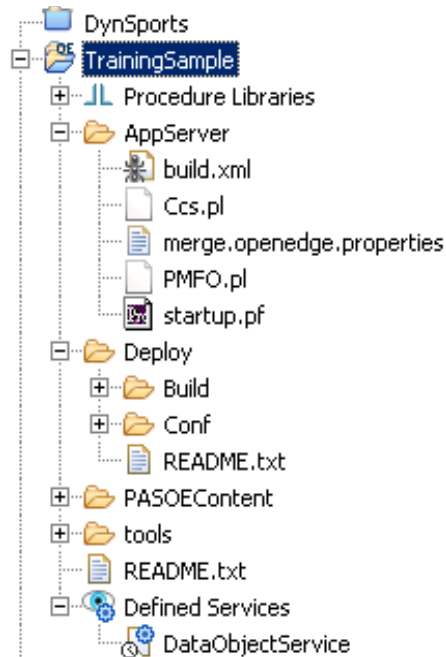 DynSports
OE
TrainingSample
Procedure Libraries
AppServer
build.xml
Ccs.pl
merge.openedge.properties
PMFO.pl
startup.pf
Deploy
Build
Conf
README.txt
PASOEContent
tools
README.txt
Defined Services
DataObjectService